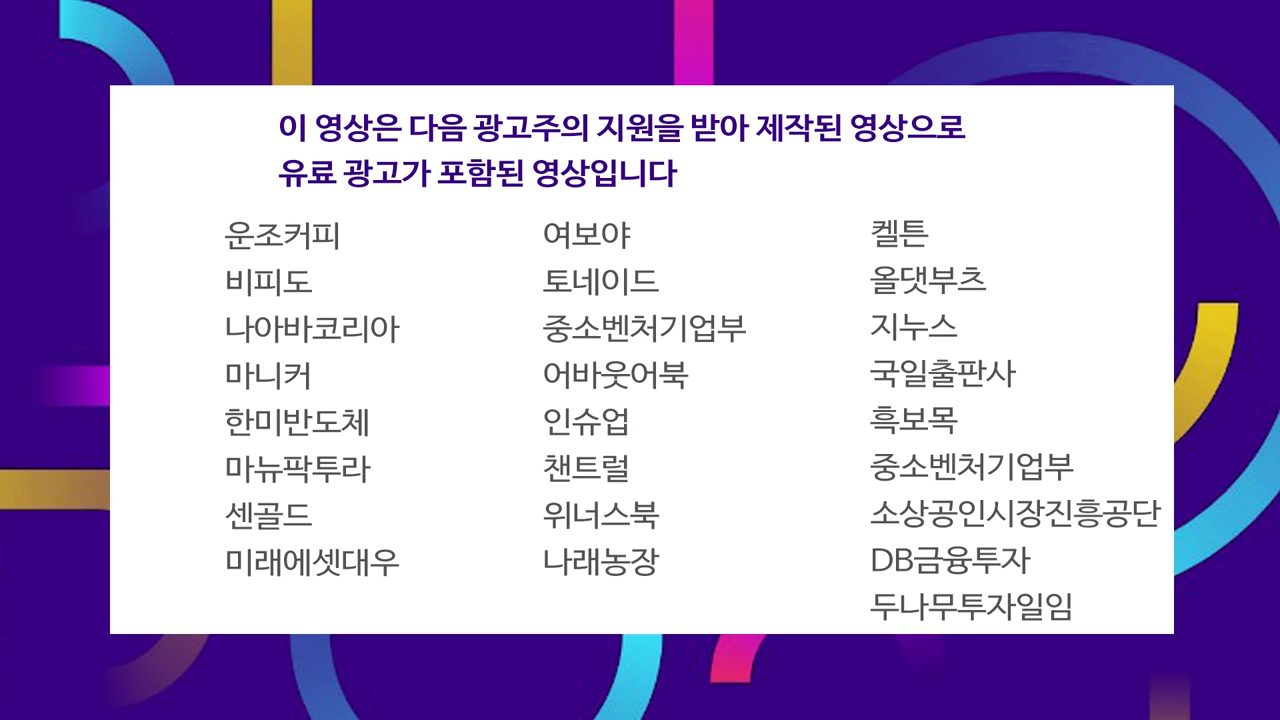 이 영상은 다음 광고주의 지원을 받아 제작된 영상으로
유료 광고가 포함된 영상입니다
운조커피
비피도
나아바코리아
마니커
한미반도체
마뉴팍투라
센골드
미래에셋대우
여보야
토네이드
중소벤처기업부
어바웃어북
인슈업
챈트럴
위너스북
나래농장
켈튼
올댓부츠
지누스
국일출판사
흑보목
중소벤처기업부
소상공인시장진흥공단
DB금융투자
두나무투자일임